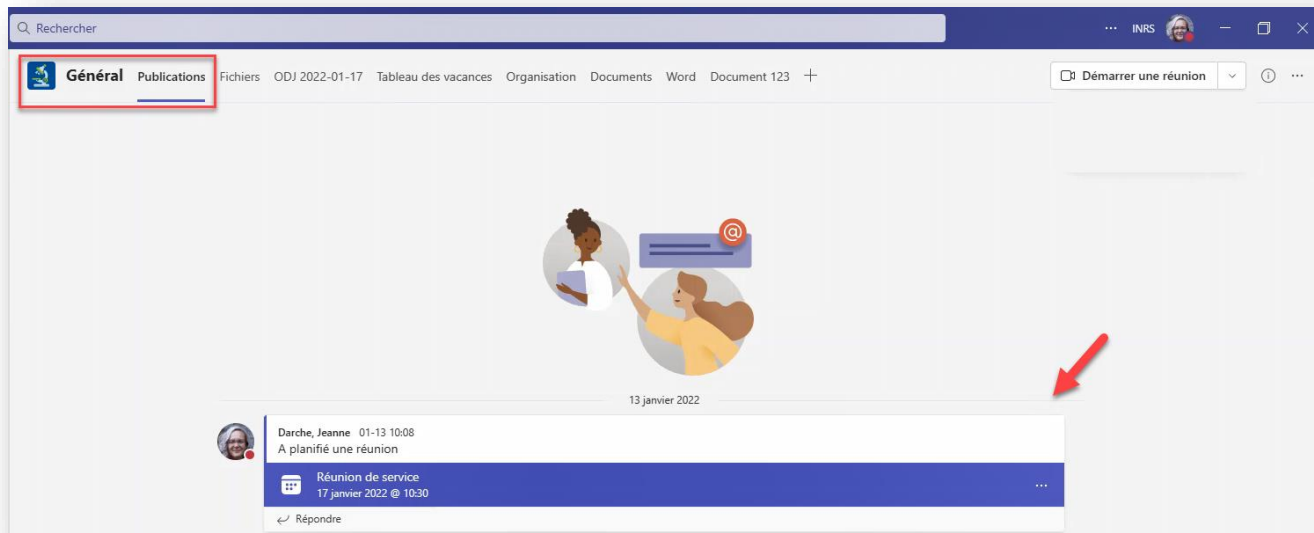 Rechercher
... INRS
Général Publications Fichiers ODJ 2022-01-17 Tableau des vacances Organisation Documents Word Document 123 +
Démarrer une réunion
@
13 janvier 2022
Darche, Jeanne 01-13 10:08
A planifié une réunion
Réunion de service
17 janvier 2022 @ 10:30
Répondre